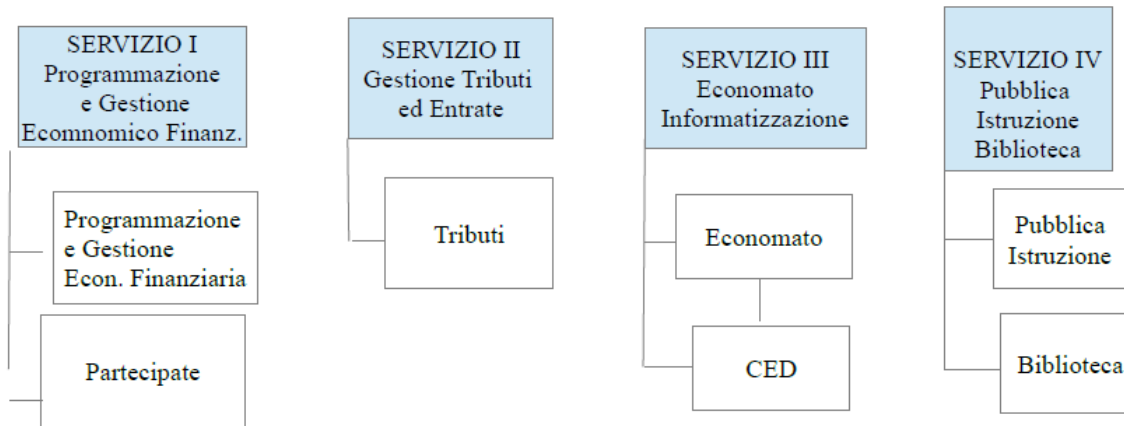 SERVIZIO I
Programmazione
e Gestione
Ecomnomico Finanz.
Programmazione
e Gestione
Econ. Finanziaria
Partecipate
SERVIZIO II
Gestione Tributi
ed Entrate
Tributi
SERVIZIO III
Economato
Informatizzazione
Economato
CED
SERVIZIO IV
Pubblica
Istruzione
Biblioteca
Pubblica
Istruzione
Biblioteca